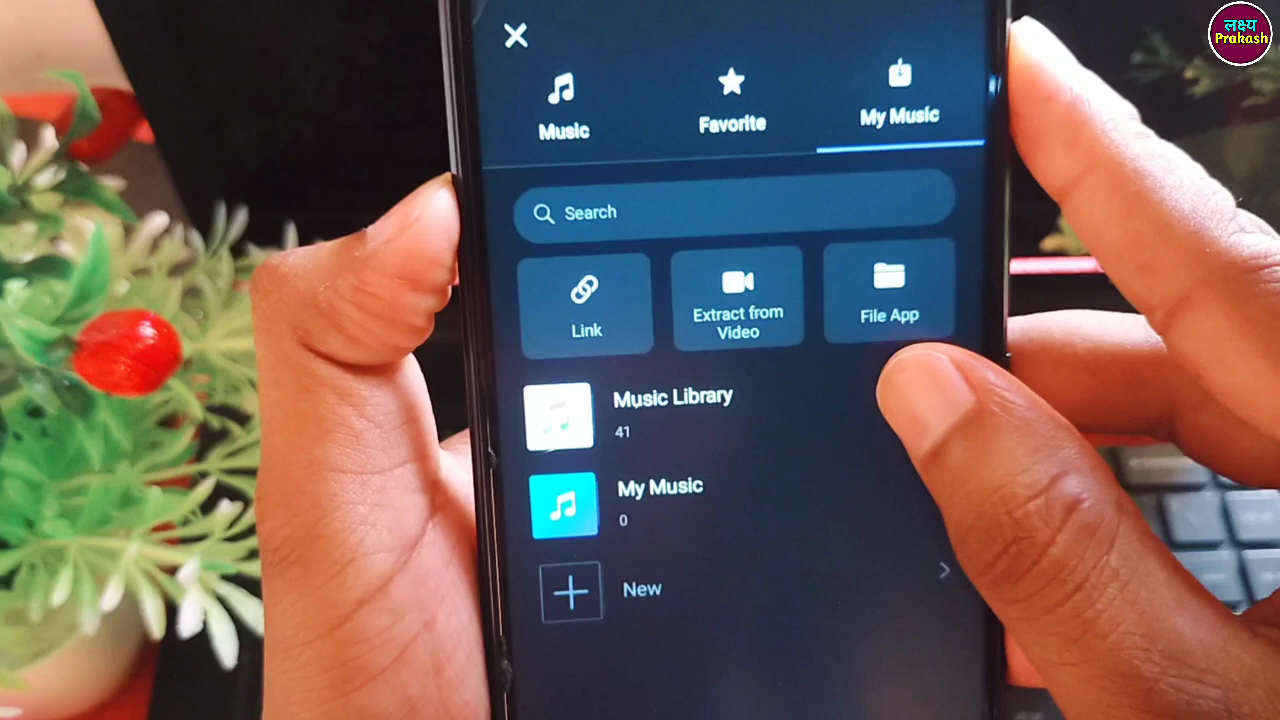 लक्ष्य
Prakash
Music
Favorite
My Music
Search
Link
Extract from
Video
File App
Music Library
41
My Music
0
New